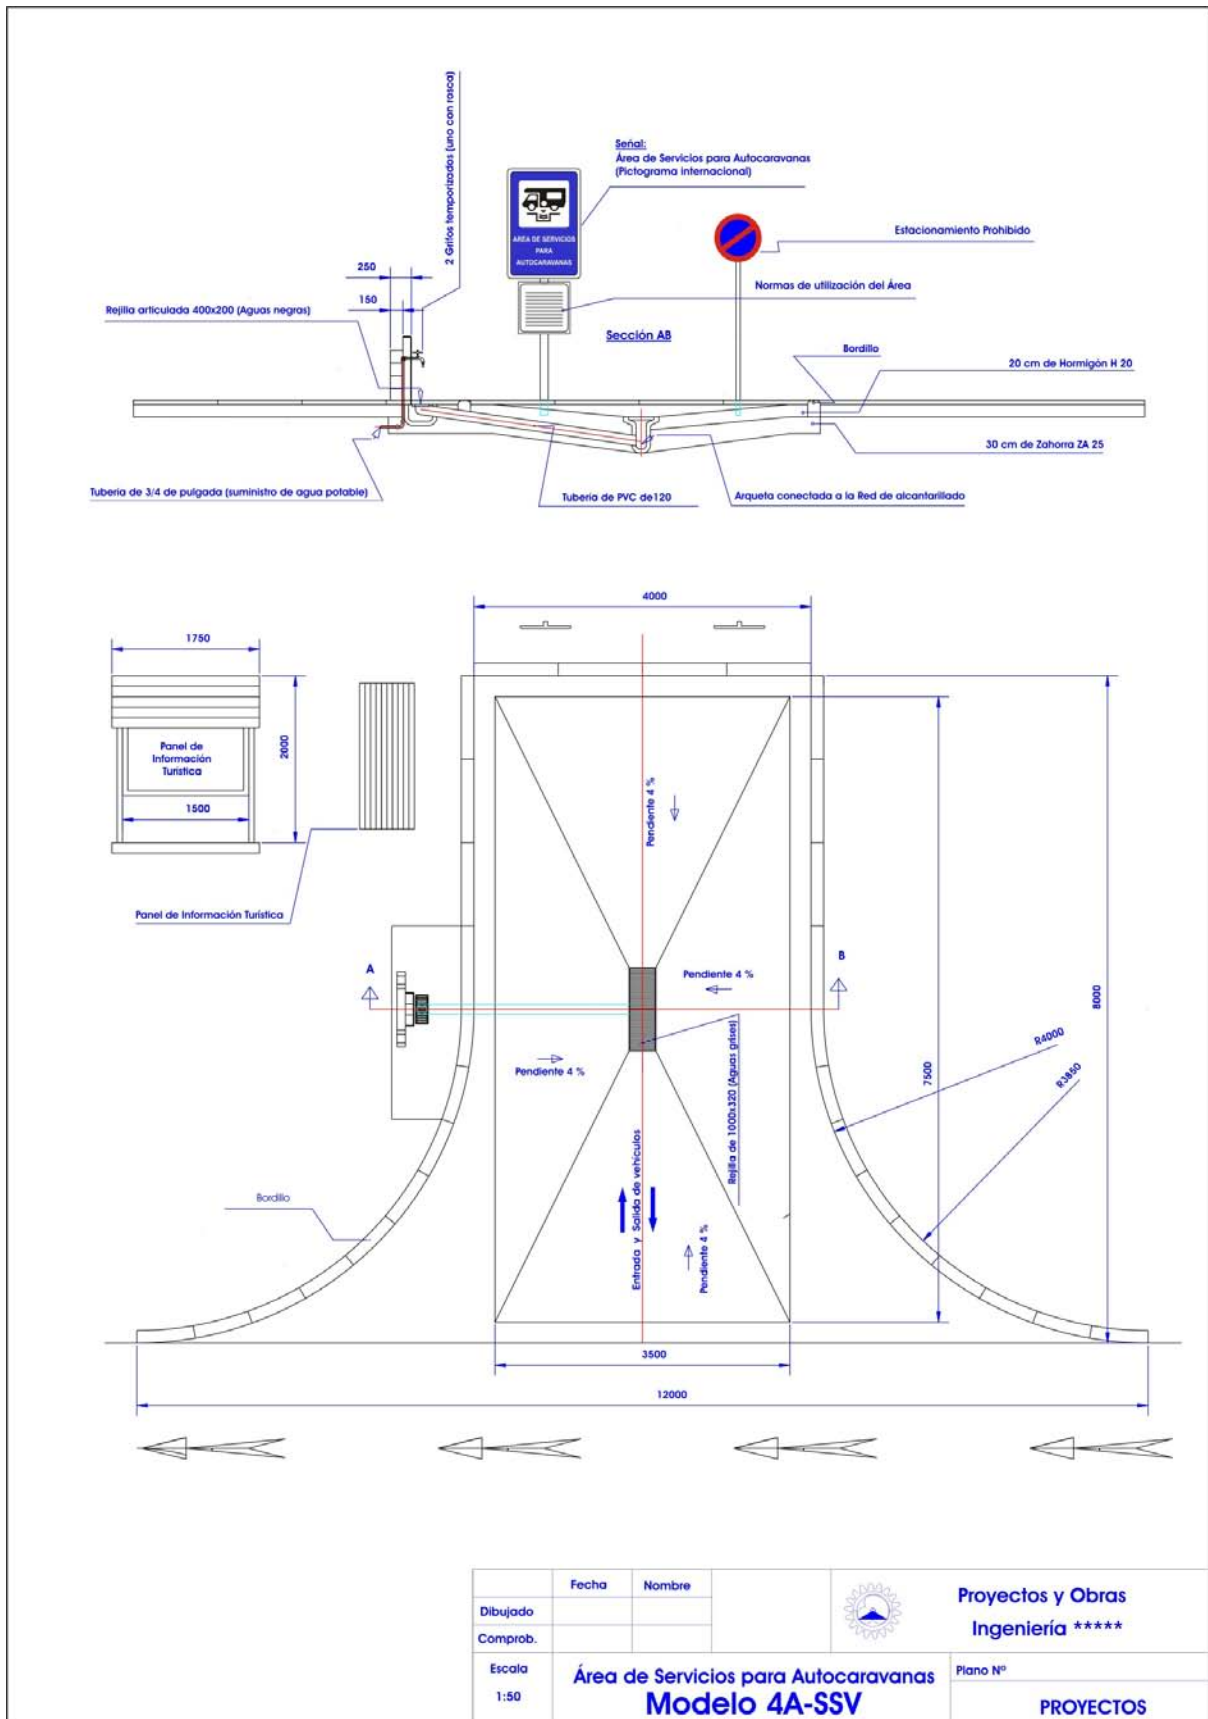 2 Grifos temporizados (uno con rosca)
Señal:
Área de Servicios para Autocaravanas
(Pictograma internacional)
AREA DE SERVICIOS
PARA
AUTOCARAVANAS
Estacionamiento Prohibido
250
Normas de utilización del Área
150
Rejilla articulada 400x200 (Aguas negras)
Sección AB
Bordillo
20 cm de Hormigón H 20
30 cm de Zahorra ZA 25
Tuberia de 3/4 de pulgada (suministro de agua potable)
Tuberia de PVC de120
Arqueta conectada a la Red de alcantarillado
4000
1750
Panel de
Información
Turística
2000
1500
Pendiente 4 %
Panel de Información Turística
A
B
Pendiente 4 %
8000
R4000
Pendiente 4 %
7500
R3850
Rejilla de 1000x320 (Aguas grises)
Bordillo
Entrada y Salida de vehículos
Pendiente 4 %
3500
12000
Fecha
Nombre
Dibujado
Comprob.
Proyectos y Obras
Ingeniería *****
Escala
1:50
Área de Servicios para Autocaravanas
Modelo 4A-SSV
Plano Nº
PROYECTOS